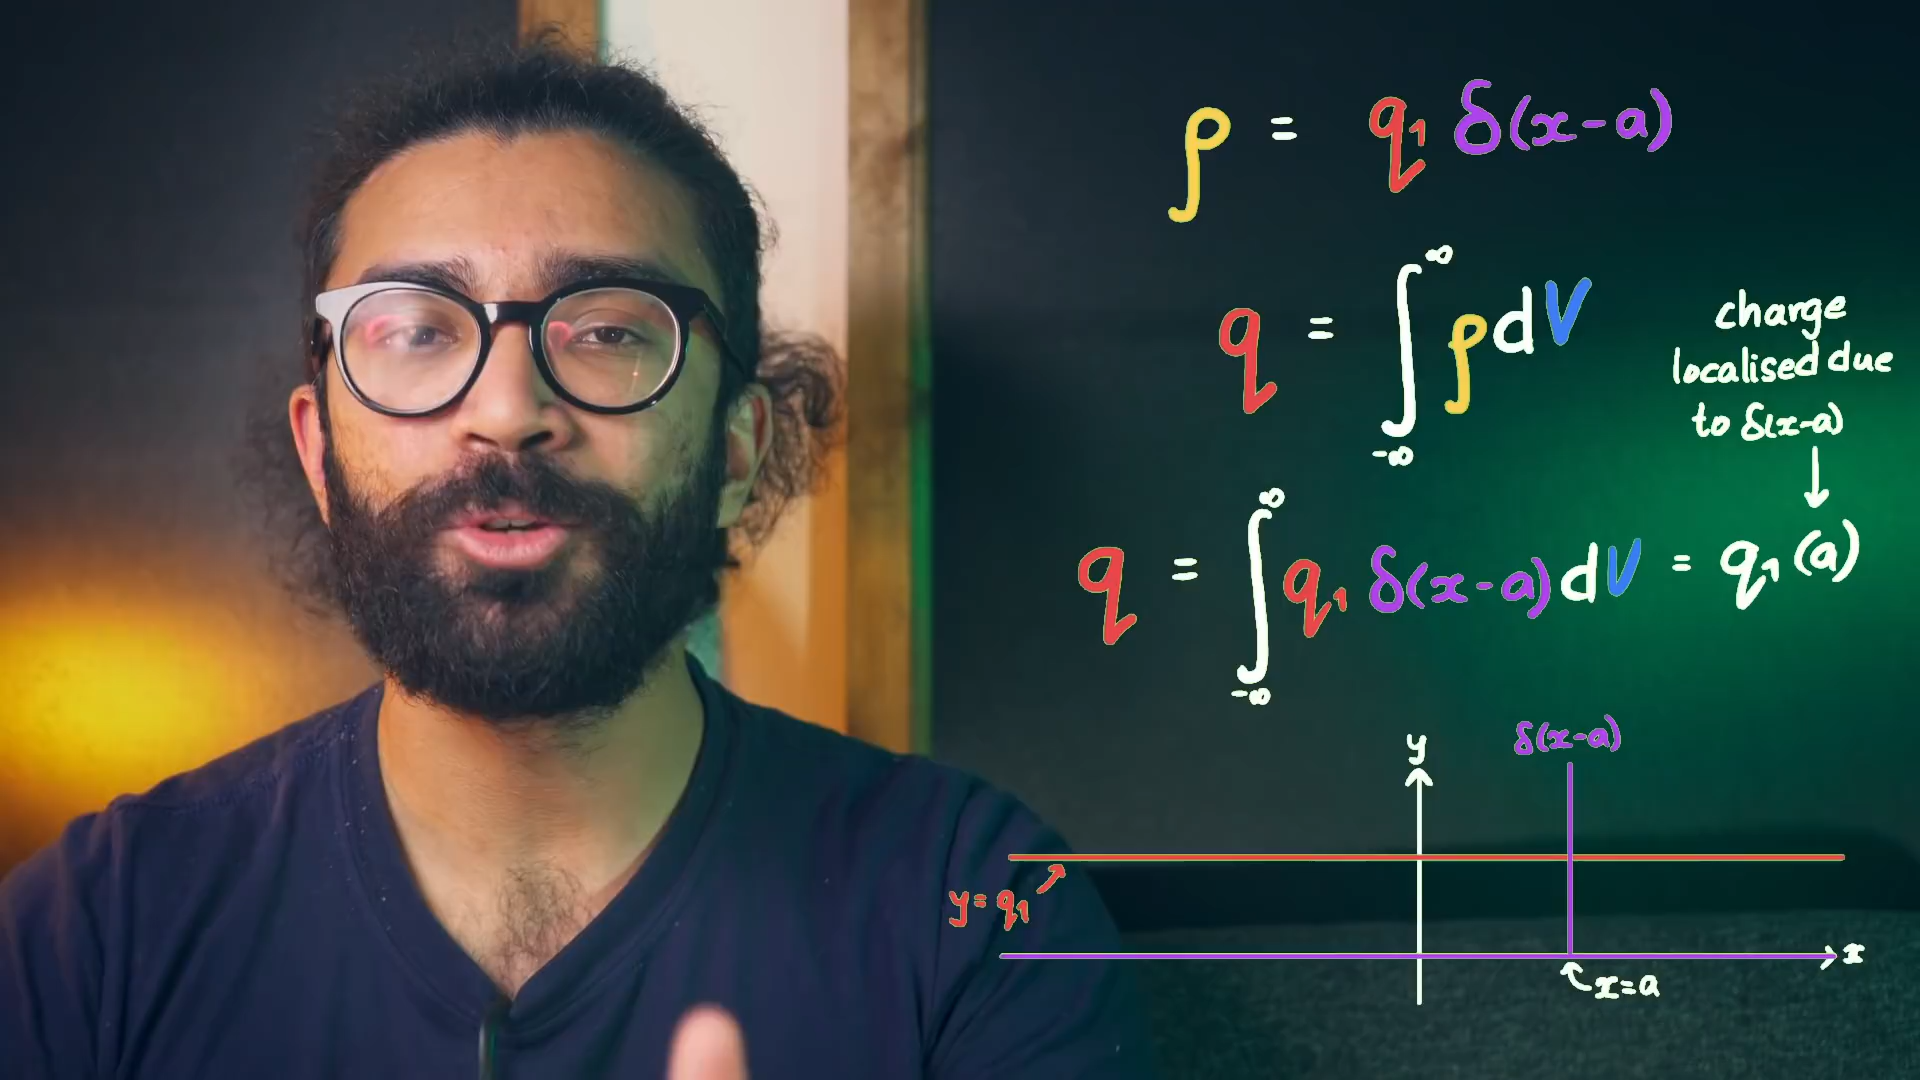 ρ = q₁ δ(x-a)
q = ∫_{-∞}^{∞} ρ dV
charge
localised due
to δ(x-a)
q = ∫_{-∞}^{∞} q₁ δ(x-a) dV = q₁(a)
y
δ(x-a)
y=q₁
x
x=a